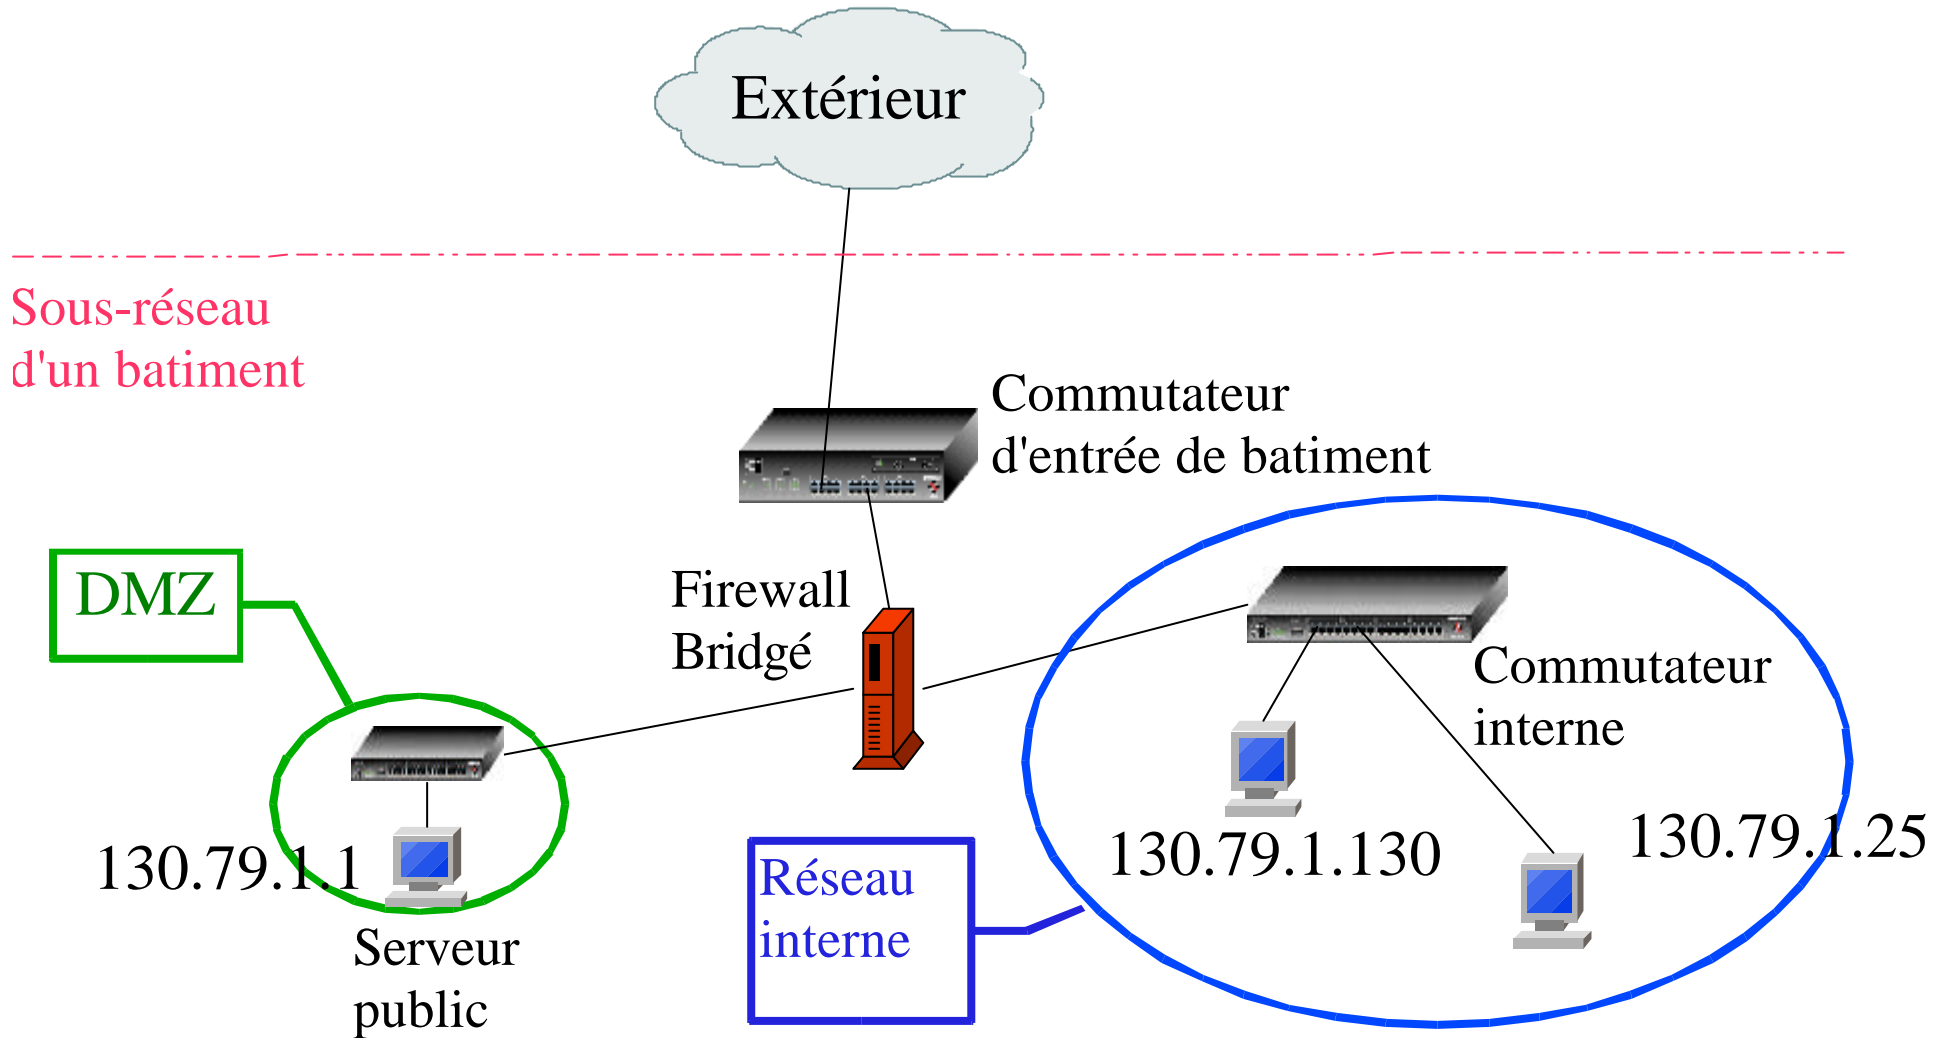 Extérieur
Sous-réseau
d'un batiment
Commutateur
d'entrée de batiment
DMZ
Firewall
Bridgé
Commutateur
interne
130.79.1.1
130.79.1.130
130.79.1.25
Réseau
interne
Serveur
public